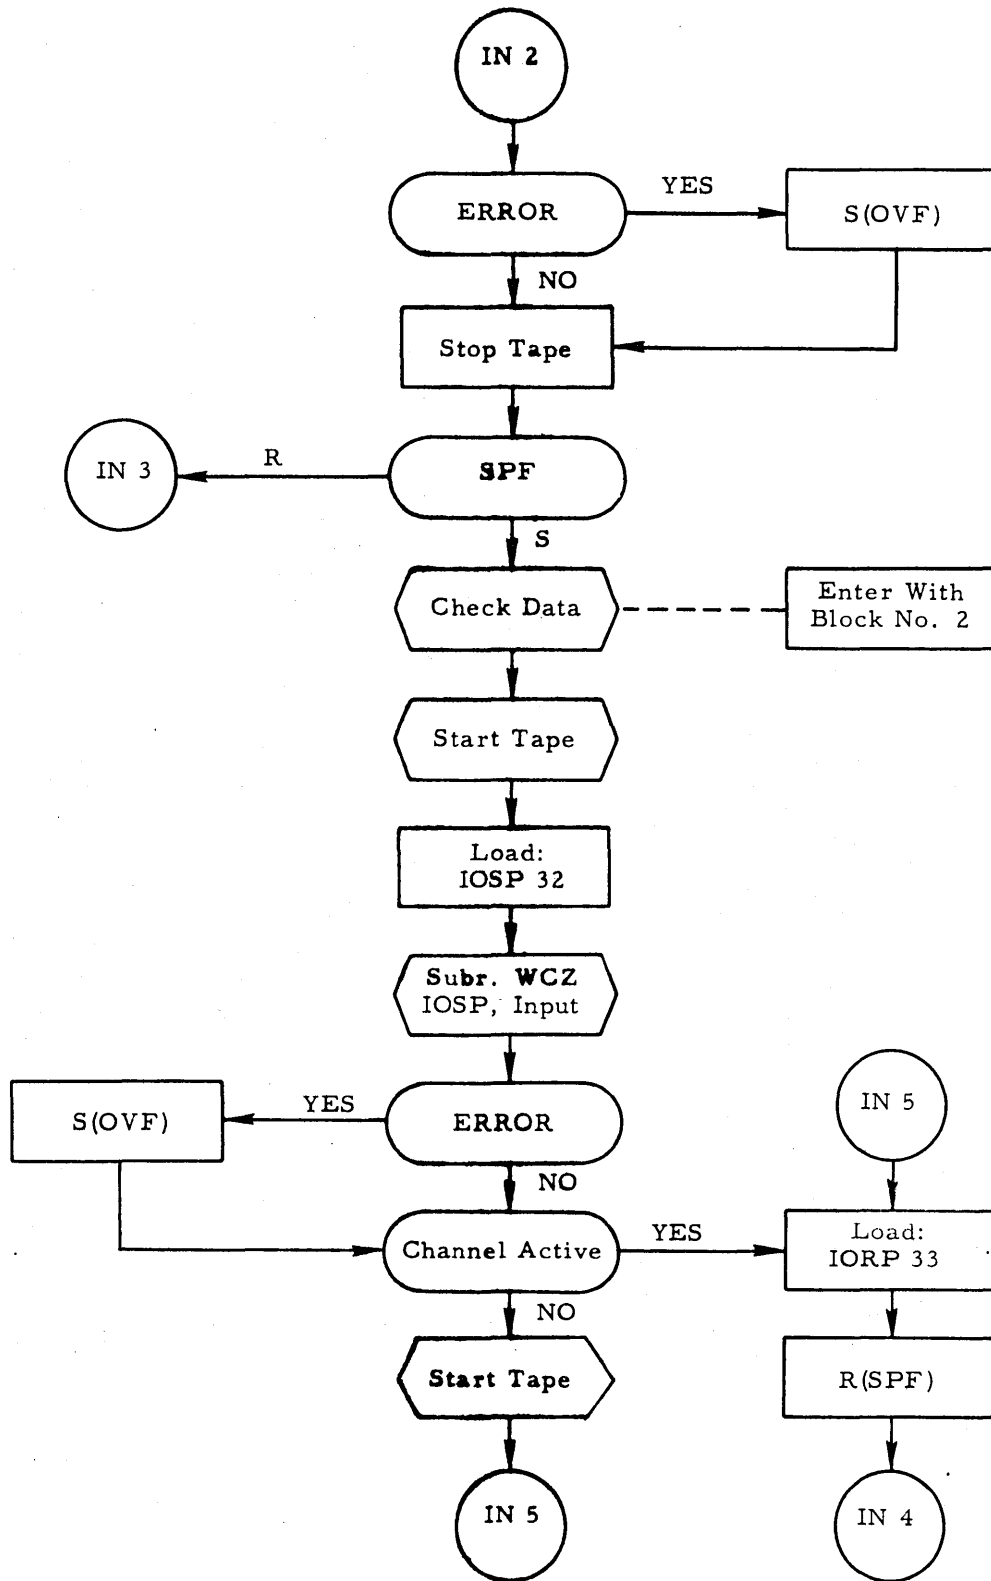 IN 2
ERROR
YES
S(OVF)
NO
Stop Tape
IN 3
R
SPF
S
Check Data
Enter With
Block No. 2
Start Tape
Load:
IOSP 32
Subr. WCZ
IOSP, Input
S(OVF)
YES
ERROR
IN 5
NO
Channel Active
YES
Load:
IORP 33
NO
Start Tape
R(SPF)
IN 5
IN 4